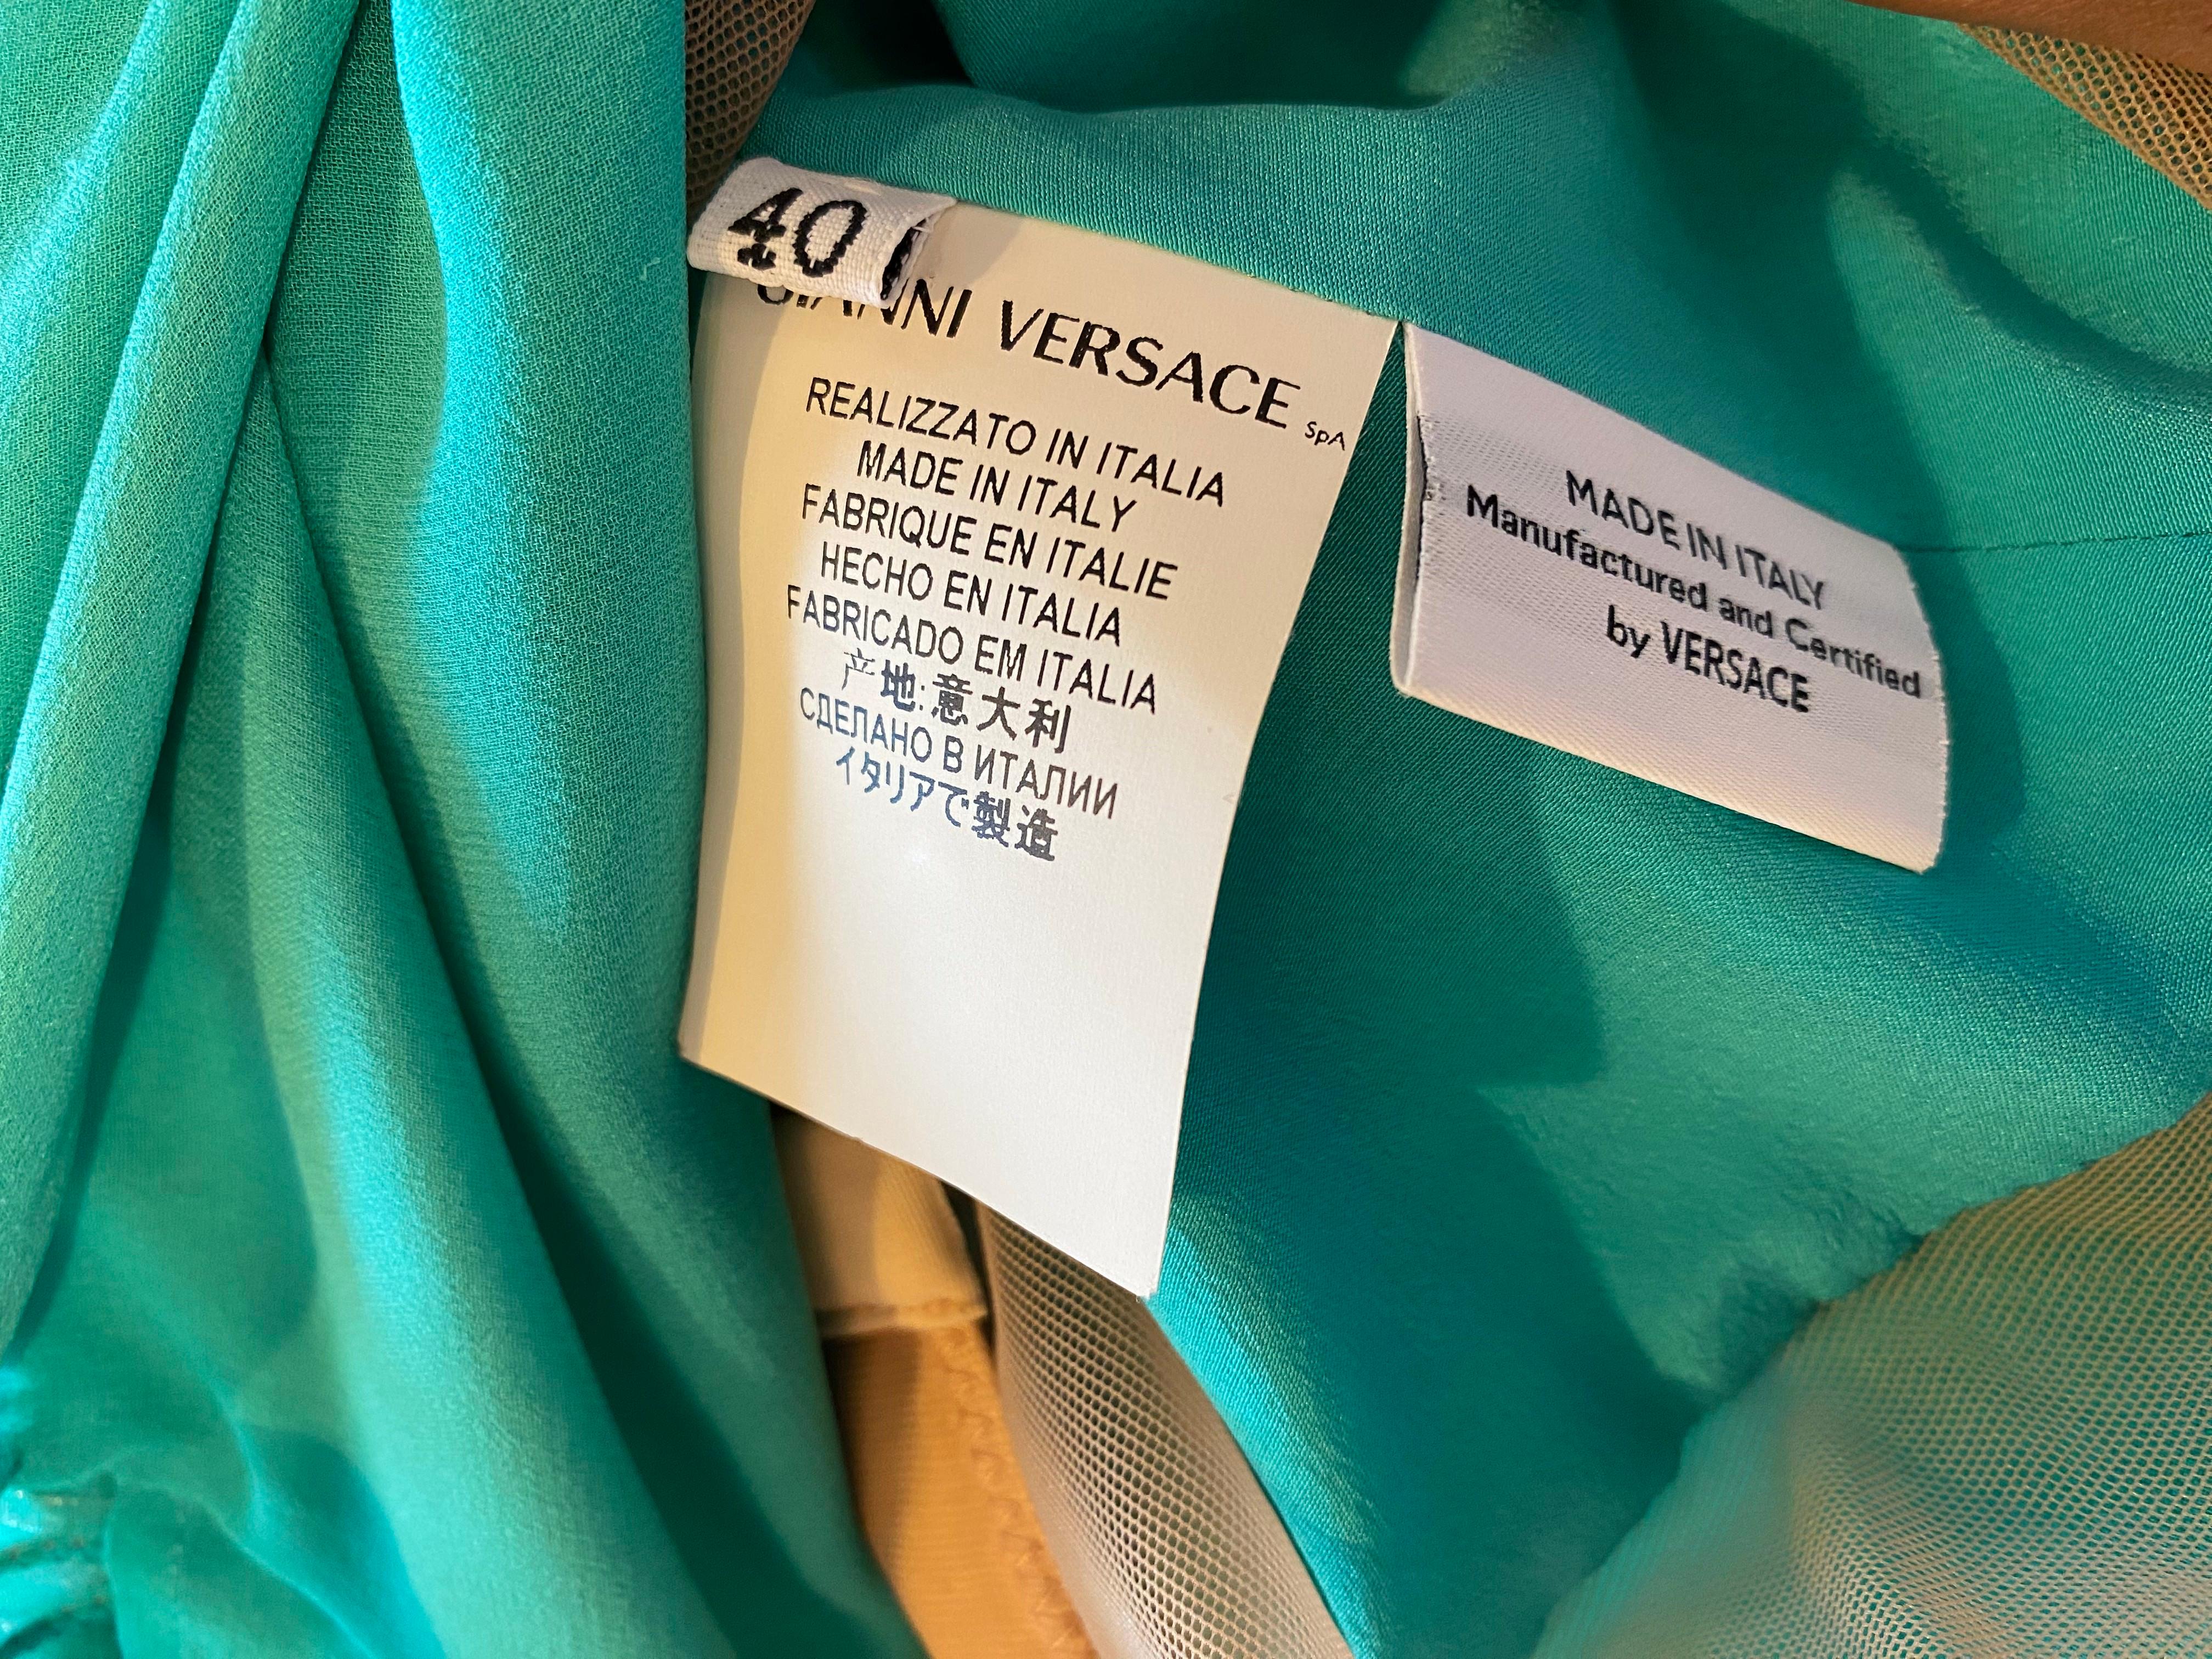 40
GIANNI VERSACE SpA
REALIZZATO IN ITALIA
MADE IN ITALY
FABRIQUE EN ITALIE
HECHO EN ITALIA
FABRICADO EM ITALIA
产地:意大利
СДЕЛАНО В ИТАЛИИ
イタリアで製造
MADE IN ITALY
Manufactured and Certified
by VERSACE